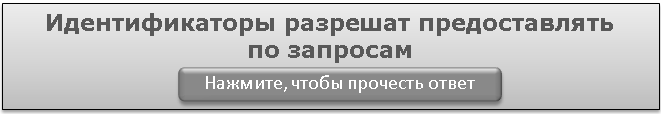 Идентификаторы разрешат предоставлять
по запросам
Нажмите, чтобы прочесть ответ